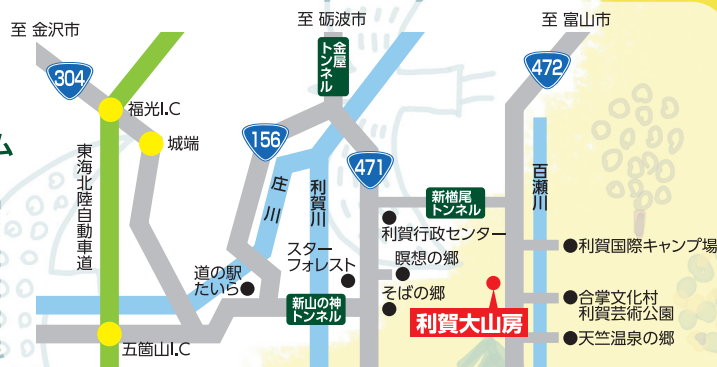 至 金沢市
至 砺波市
至 富山市
304
金屋
トンネル
472
福光I.C
城端
ム
156
471
東海北陸自動車道
庄川
利賀川
新楢尾
トンネル
百瀬川
利賀行政センター
利賀国際キャンプ場
スター
フォレスト
瞑想の郷
道の駅
たいら
そばの郷
新山の神
トンネル
利賀大山房
合掌文化村
利賀芸術公園
天竺温泉の郷
五箇山I.C